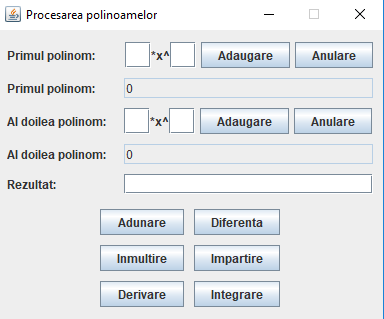 Procesarea polinoamelor
Primul polinom: *x^ Adaugare Anulare
Primul polinom: 0
Al doilea polinom: *x^ Adaugare Anulare
Al doilea polinom: 0
Rezultat:
Adunare Diferenta
Inmultire Impartire
Derivare Integrare